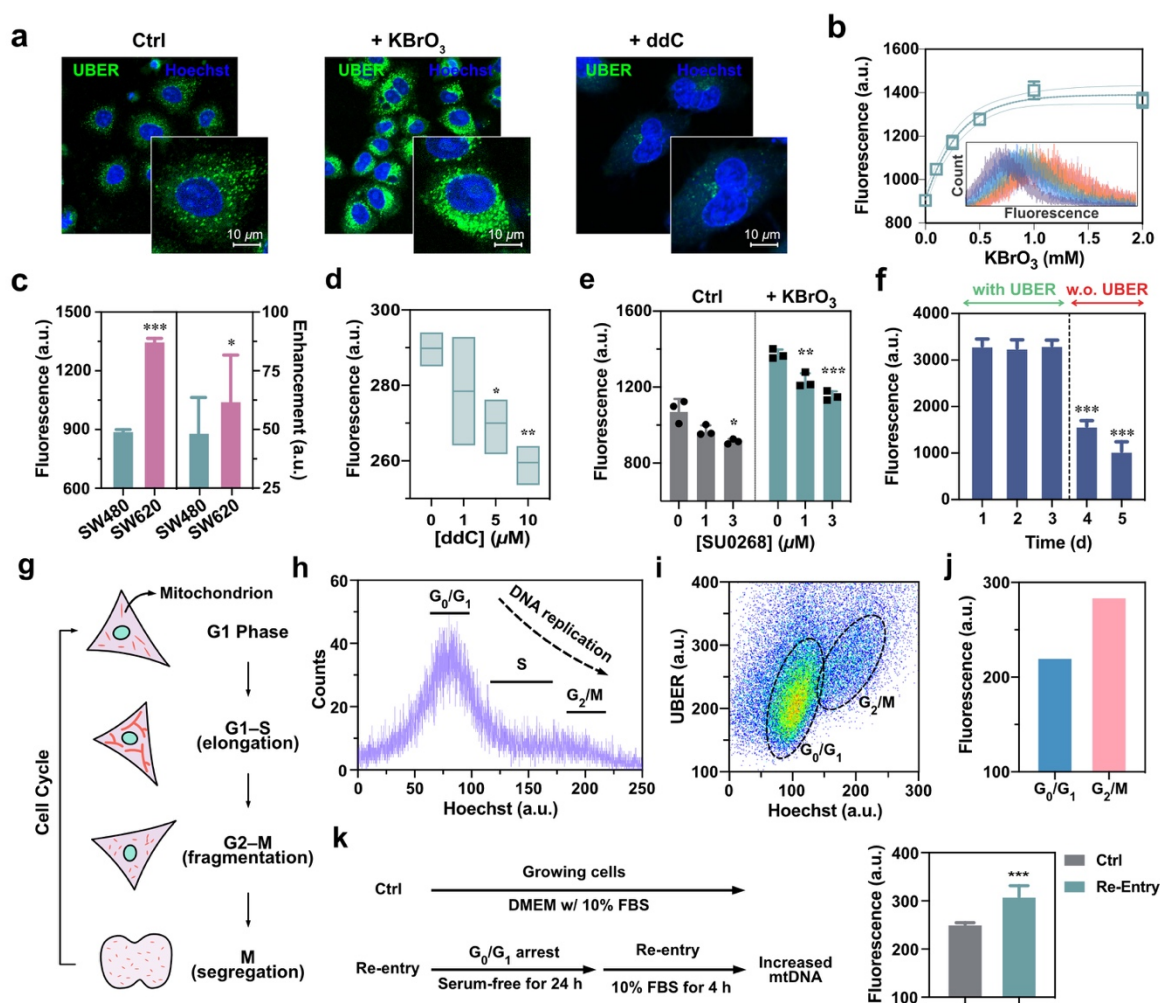 a
Ctrl
+ KBrO₃
+ ddC
UBER
Hoechst
UBER
Hoechst
UBER
Hoechst
10 µm
10 µm
10 µm
b
Fluorescence (a.u.)
1600
1400
1200
1000
800
Count
Fluorescence
0.0
0.5
1.0
1.5
2.0
KBrO₃ (mM)
c
Fluorescence (a.u.)
1500
1200
900
600
***
*
100
75
50
25
Enhancement (a.u.)
SW480
SW620
SW480
SW620
d
Fluorescence (a.u.)
290
260
*
**
0
1
5
10
[ddC] (µM)
e
Ctrl
+ KBrO₃
Fluorescence (a.u.)
1600
1200
900
*
**
***
0
1
3
0
1
3
[SU0268] (µM)
f
with UBER
w.o. UBER
Fluorescence (a.u.)
4000
3000
2000
1000
0
***
***
1
2
3
4
5
Time (d)
g
Mitochondrion
G1 Phase
G1–S
(elongation)
G2–M
(fragmentation)
M
(segregation)
Cell Cycle
h
Counts
60
40
20
0
G₀/G₁
S
G₂/M
DNA replication
0
50
75
100
150
200
250
Hoechst (a.u.)
i
UBER (a.u.)
400
300
200
100
G₀/G₁
G₂/M
0
100
200
300
Hoechst (a.u.)
j
Fluorescence (a.u.)
300
200
100
G₀/G₁
G₂/M
k
Ctrl
Growing cells
DMEM w/ 10% FBS
Re-entry
G₀/G₁ arrest
Serum-free for 24 h
Re-entry
10% FBS for 4 h
Increased
mtDNA
Fluorescence (a.u.)
400
300
200
100
***
Ctrl
Re-Entry